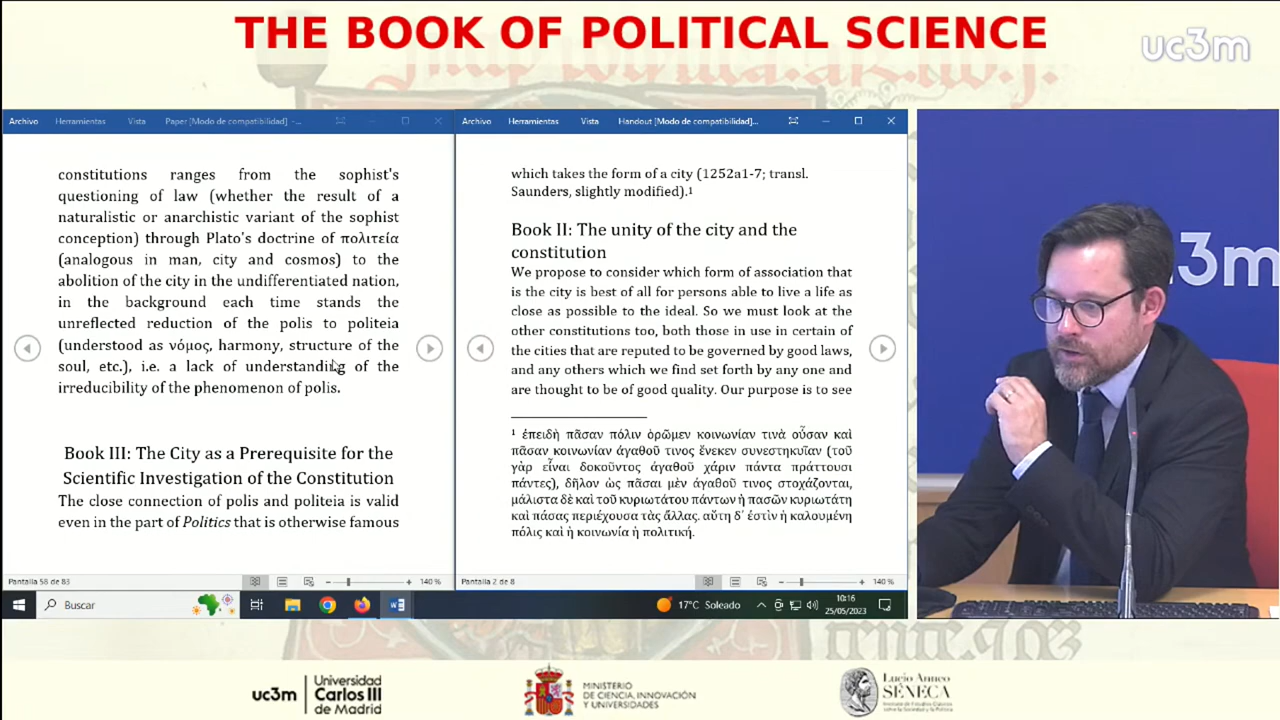 THE BOOK OF POLITICAL SCIENCE
uc3m
Archivo Herramientas Vista Paper [Modo de compatibilidad] -...
Archivo Herramientas Vista Handout [Modo de compatibilidad]...
constitutions ranges from the sophist's
questioning of law (whether the result of a
naturalistic or anarchistic variant of the sophist
conception) through Plato's doctrine of πολιτεία
(analogous in man, city and cosmos) to the
abolition of the city in the undifferentiated nation,
in the background each time stands the
unreflected reduction of the polis to politeia
(understood as νόμος, harmony, structure of the
soul, etc.), i.e. a lack of understanding of the
irreducibility of the phenomenon of polis.
Book III: The City as a Prerequisite for the
Scientific Investigation of the Constitution
The close connection of polis and politeia is valid
even in the part of Politics that is otherwise famous
which takes the form of a city (1252a1-7; transl.
Saunders, slightly modified).¹
Book II: The unity of the city and the
constitution
We propose to consider which form of association that
is the city is best of all for persons able to live a life as
close as possible to the ideal. So we must look at the
other constitutions too, both those in use in certain of
the cities that are reputed to be governed by good laws,
and any others which we find set forth by any one and
are thought to be of good quality. Our purpose is to see
¹ ἐπειδὴ πᾶσαν πόλιν ὁρῶμεν κοινωνίαν τινὰ οὖσαν καὶ
πᾶσαν κοινωνίαν ἀγαθοῦ τινος ἕνεκεν συνεστηκυῖαν (τοῦ
γὰρ εἶναι δοκοῦντος ἀγαθοῦ χάριν πάντα πράττουσι
πάντες), δῆλον ὡς πᾶσαι μὲν ἀγαθοῦ τινος στοχάζονται,
μάλιστα δὲ καὶ τοῦ κυριωτάτου πάντων ἡ πασῶν κυριωτάτη
καὶ πάσας περιέχουσα τὰς ἄλλας. αὕτη δ' ἐστὶν ἡ καλουμένη
πόλις καὶ ἡ κοινωνία ἡ πολιτική.
3m
Pantalla 58 de 83 140 %
Pantalla 2 de 8 140 %
Buscar
17°C Soleado
10:16
25/05/2023
uc3m Universidad
Carlos III
de Madrid
MINISTERIO
DE CIENCIA, INNOVACIÓN
Y UNIVERSIDADES
Lucio Anneo
SÉNECA